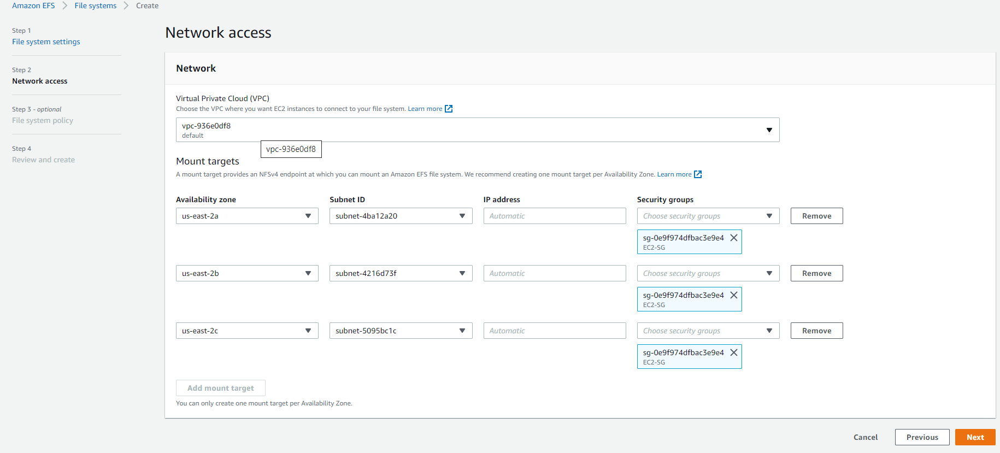 Amazon EFS > File systems > Create
Step 1
File system settings
Step 2
Network access
Step 3 - optional
File system policy
Step 4
Review and create
Network access
Network
Virtual Private Cloud (VPC)
Choose the VPC where you want EC2 instances to connect to your file system. Learn more
vpc-936e0df8
default
vpc-936e0df8
Mount targets
A mount target provides an NFSv4 endpoint at which you can mount an Amazon EFS file system. We recommend creating one mount target per Availability Zone. Learn more
Availability zone Subnet ID IP address Security groups
us-east-2a subnet-4ba12a20 Automatic Choose security groups Remove
sg-0e9f974dfbac3e9e4
EC2-SG
us-east-2b subnet-4216d73f Automatic Choose security groups Remove
sg-0e9f974dfbac3e9e4
EC2-SG
us-east-2c subnet-5095bc1c Automatic Choose security groups Remove
sg-0e9f974dfbac3e9e4
EC2-SG
Add mount target
You can only create one mount target per Availability Zone.
Cancel Previous Next